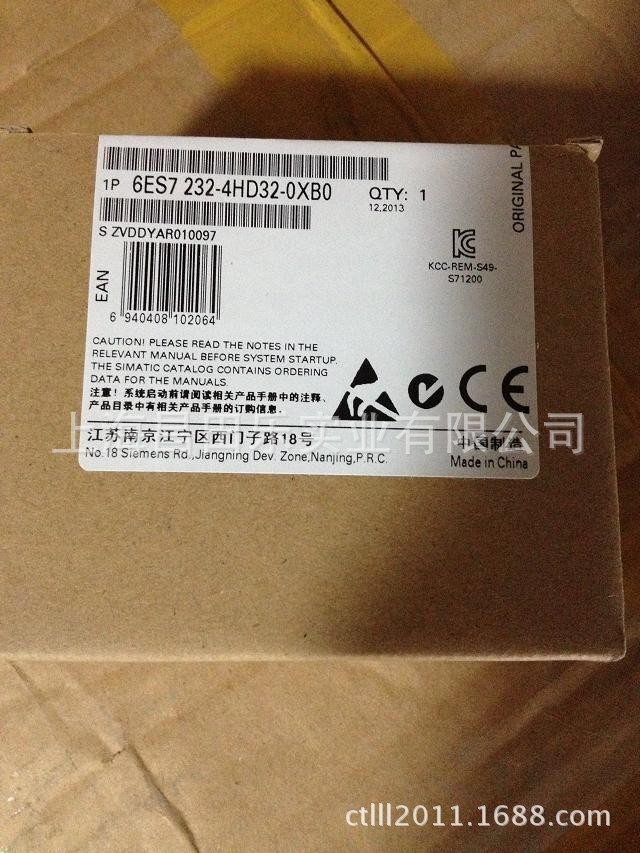 1P 6ES7 232-4HD32-0XB0
QTY: 1
12.2013
S ZVDDYAR010097
ORIGINAL
KCC-REM-S49-
S71200
EAN
6 940408 102064
CAUTION! PLEASE READ THE NOTES IN THE
RELEVANT MANUAL BEFORE SYSTEM STARTUP.
THE SIMATIC CATALOG CONTAINS ORDERING
DATA FOR THE MANUALS.
注意！系统启动前请阅读相关产品手册中的注释、
产品目录中有相关产品手册的订购信息.
CE
江苏南京江宁区西门子路18号
No.18 Siemens Rd.,Jiangning Dev. Zone,Nanjing,P.R.C.
中国制造
Made in China
实业有限公司
ctlll2011.1688.com